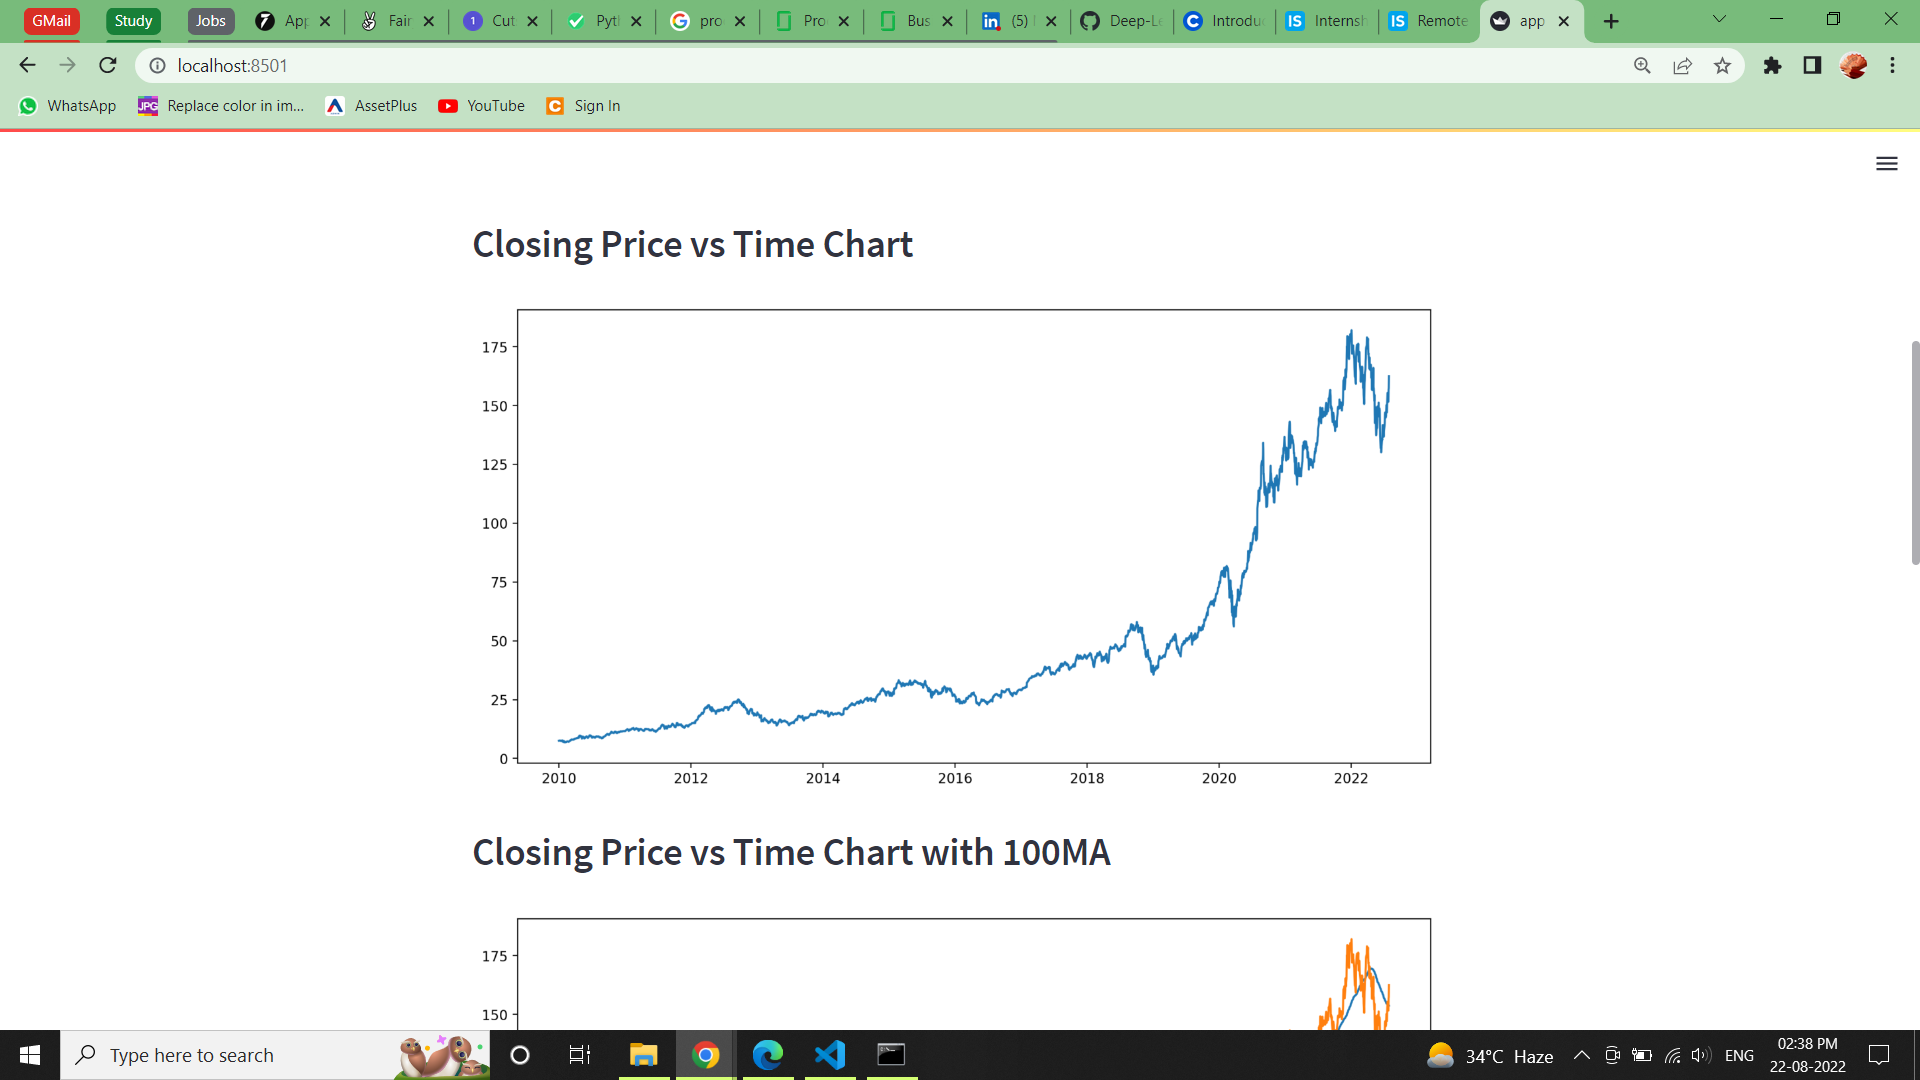 GMail Study Jobs App Fair Cut Pyt pro Pro Bus (5) Deep-Le Introdu Internsh Remote app
localhost:8501
WhatsApp Replace color in im... AssetPlus YouTube Sign In
Closing Price vs Time Chart
175
150
125
100
75
50
25
0
2010 2012 2014 2016 2018 2020 2022
Closing Price vs Time Chart with 100MA
175
150
Type here to search 34°C Haze ENG
02:38 PM
22-08-2022